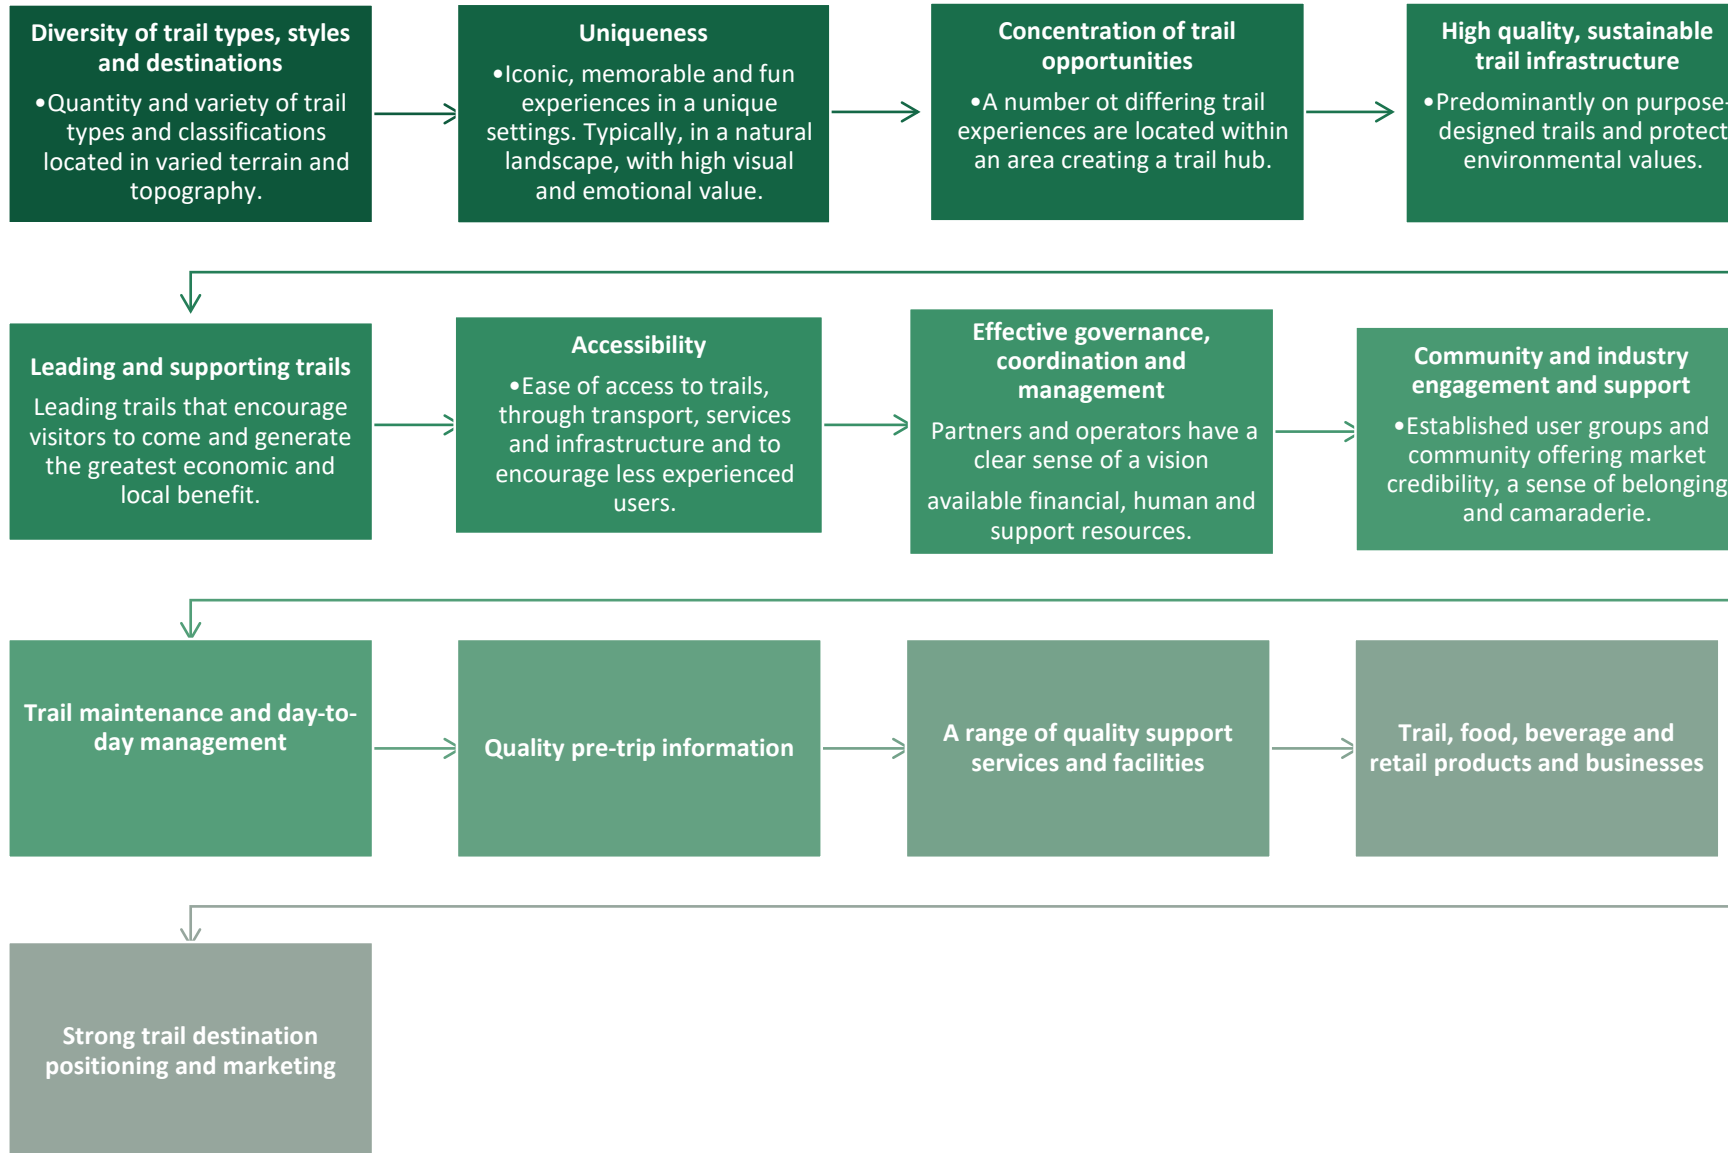 Diversity of trail types, styles
and destinations
•Quantity and variety of trail
types and classifications
located in varied terrain and
topography.
Uniqueness
•Iconic, memorable and fun
experiences in a unique
settings. Typically, in a natural
landscape, with high visual
and emotional value.
Concentration of trail
opportunities
•A number ot differing trail
experiences are located within
an area creating a trail hub.
High quality, sustainable
trail infrastructure
•Predominantly on purpose-
designed trails and protect
environmental values.
Leading and supporting trails
Leading trails that encourage
visitors to come and generate
the greatest economic and
local benefit.
Accessibility
•Ease of access to trails,
through transport, services
and infrastructure and to
encourage less experienced
users.
Effective governance,
coordination and
management
Partners and operators have a
clear sense of a vision
available financial, human and
support resources.
Community and industry
engagement and support
•Established user groups and
community offering market
credibility, a sense of belonging
and camaraderie.
Trail maintenance and day-to-
day management
Quality pre-trip information
A range of quality support
services and facilities
Trail, food, beverage and
retail products and businesses
Strong trail destination
positioning and marketing